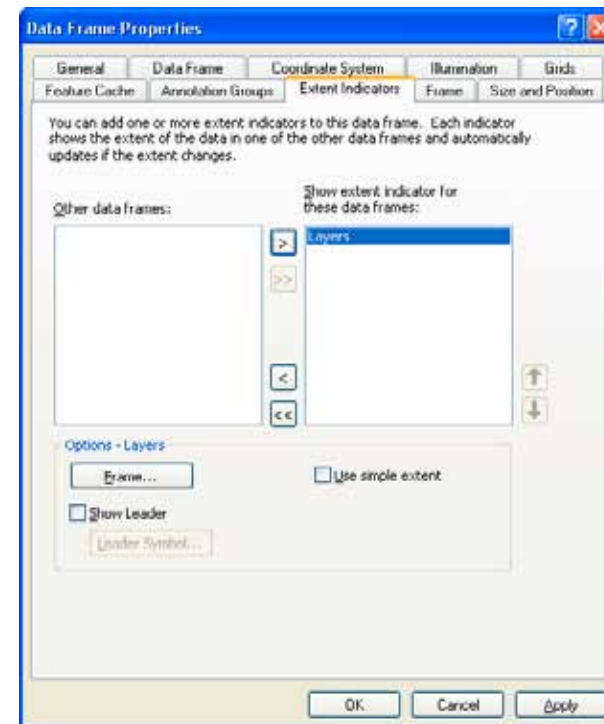 Data Frame Properties
General Data Frame Coordinate System Illumination Grids
Feature Cache Annotation Groups Extent Indicators Frame Size and Position
You can add one or more extent indicators to this data frame. Each indicator
shows the extent of the data in one of the other data frames and automatically
updates if the extent changes.
Other data frames:
Show extent indicator for
these data frames:
Layers
>
>>
<
<<
Options - Layers
Frame...
Use simple extent
Show Leader
Leader Symbol...
OK Cancel Apply